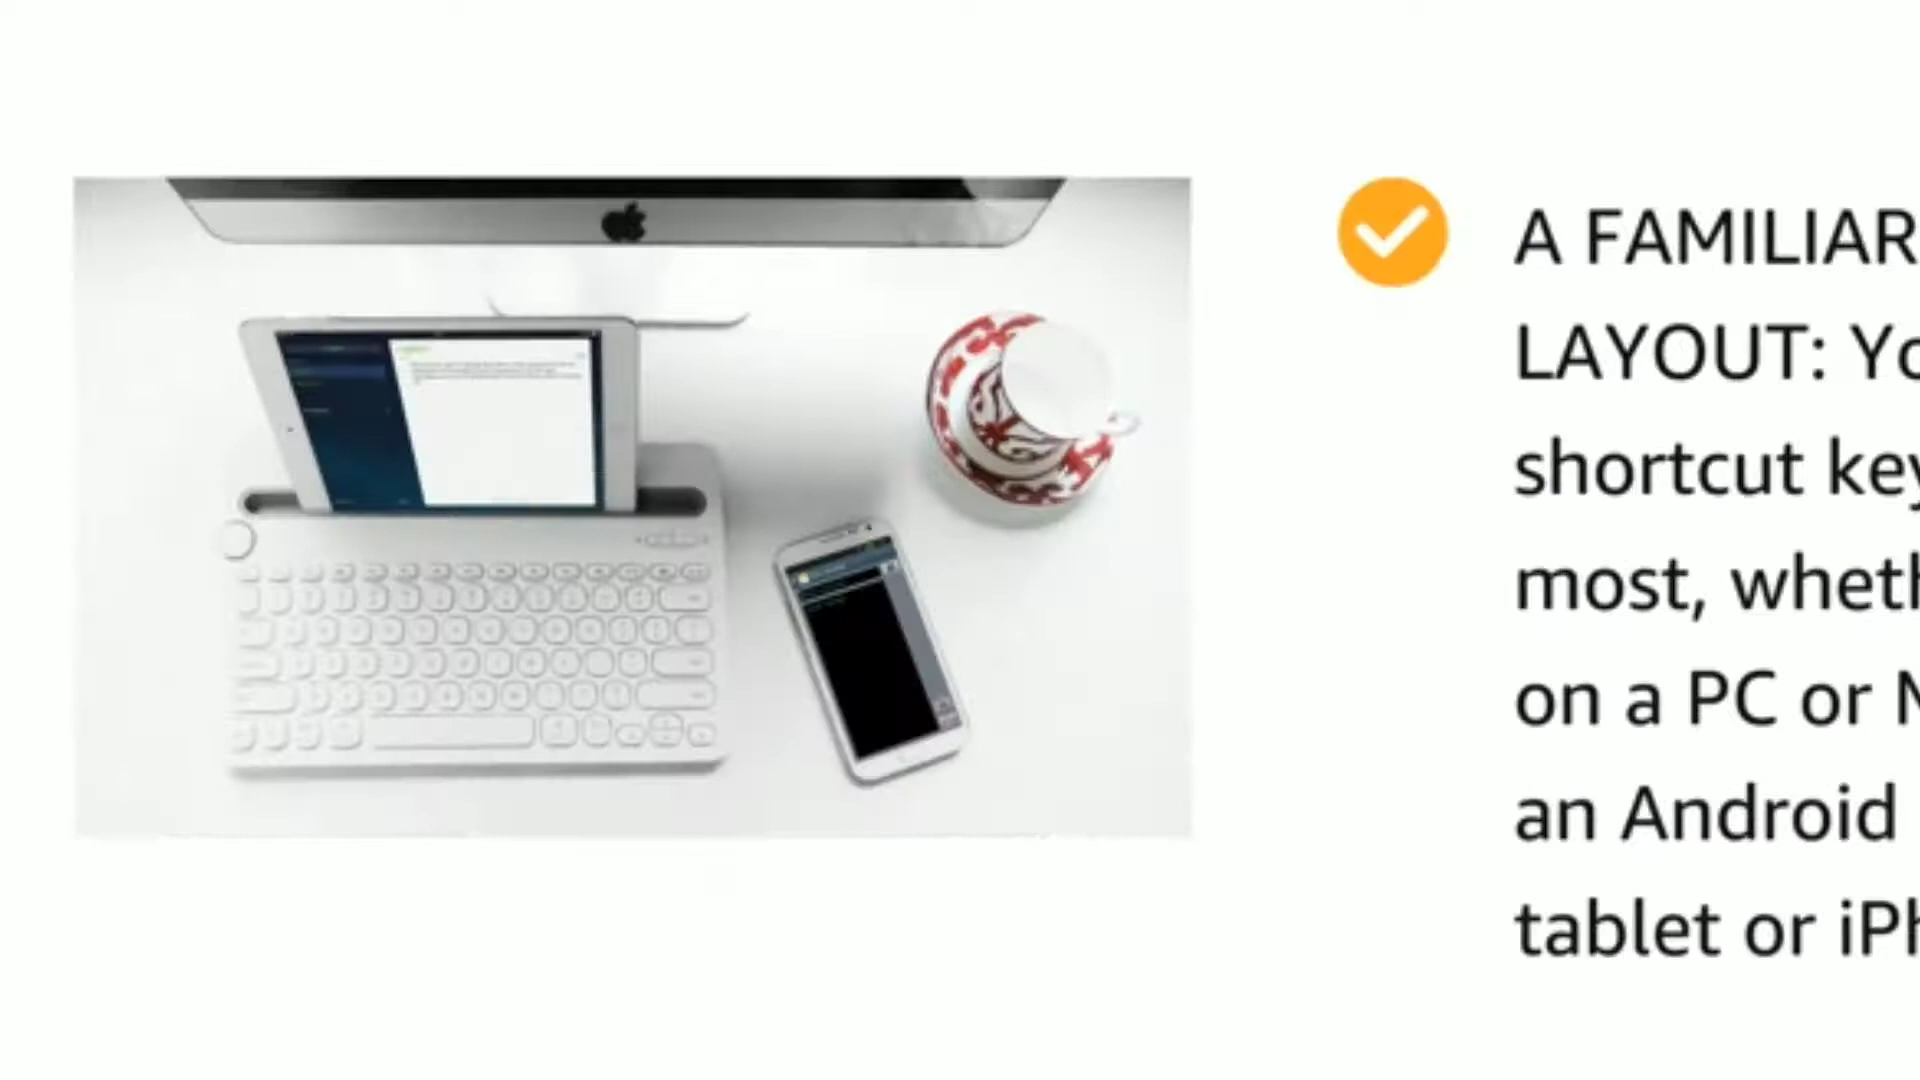 A FAMILIAR
LAYOUT: Yo
shortcut key
most, wheth
on a PC or
an Android
tablet or iPh